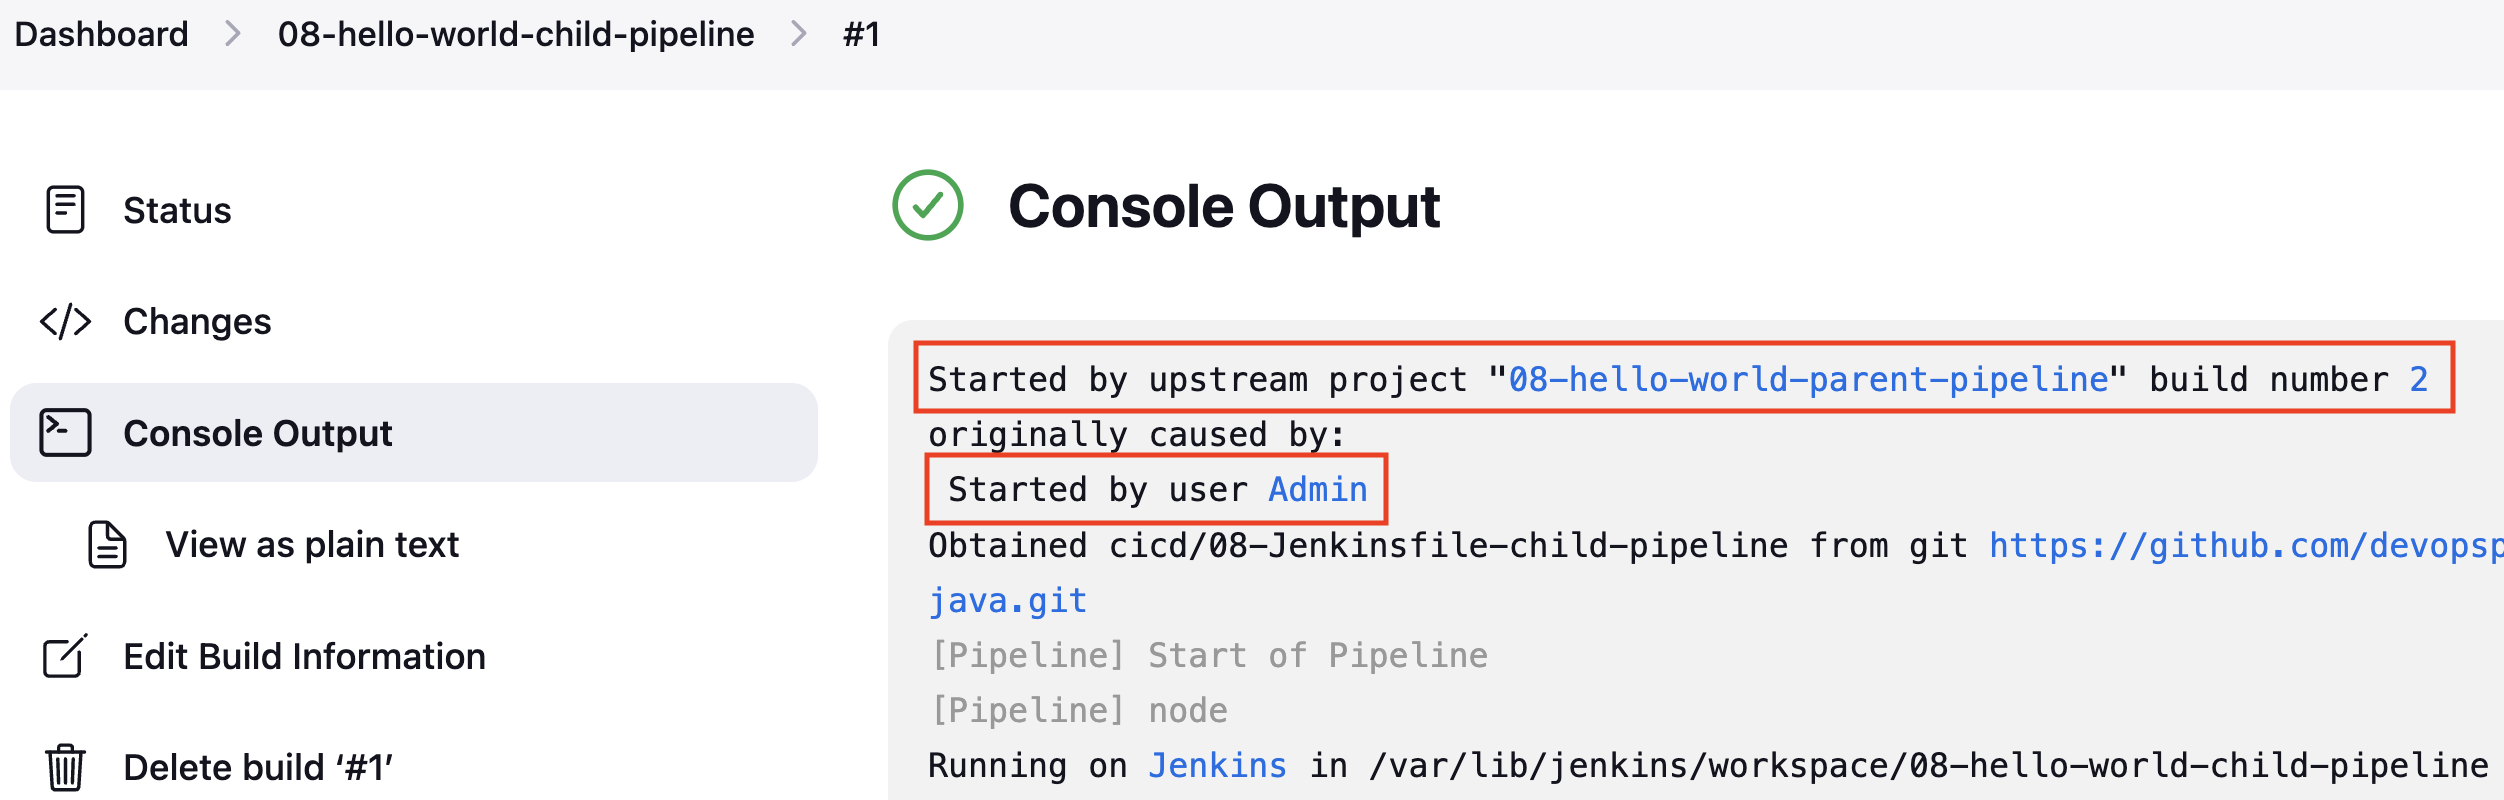 Dashboard > 08-hello-world-child-pipeline > #1
Status
Changes
Console Output
View as plain text
Edit Build Information
Delete build ‘#1’
Console Output
Started by upstream project "08-hello-world-parent-pipeline" build number 2
originally caused by:
Started by user Admin
Obtained cicd/08-Jenkinsfile-child-pipeline from git https://github.com/devopsp
java.git
[Pipeline] Start of Pipeline
[Pipeline] node
Running on Jenkins in /var/lib/jenkins/workspace/08-hello-world-child-pipeline